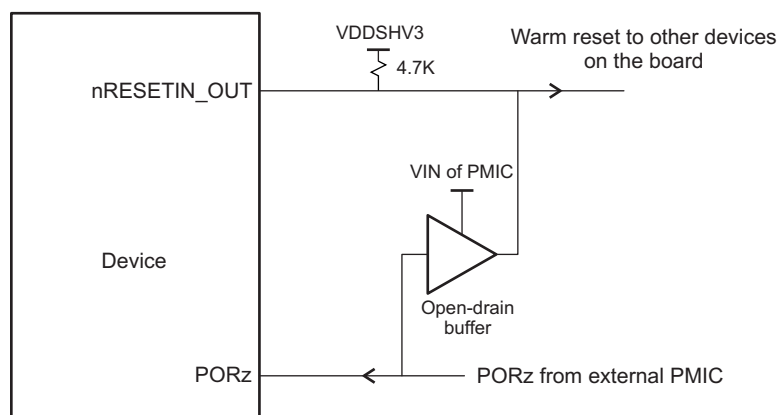 VDDSHV3
4.7K
nRESETIN_OUT
Warm reset to other devices
on the board
VIN of PMIC
Device
Open-drain
buffer
PORz
PORz from external PMIC